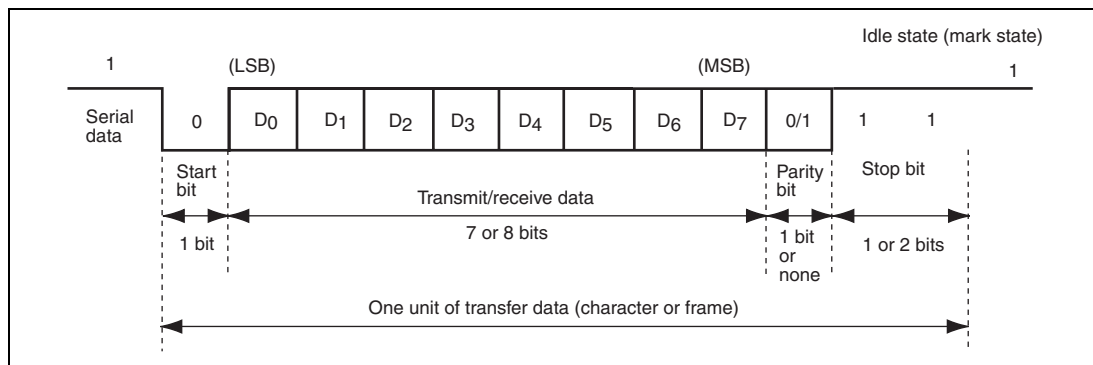 Idle state (mark state)
1 (LSB) (MSB) 1
Serial data 0 D0 D1 D2 D3 D4 D5 D6 D7 0/1 1 1
Start bit
Transmit/receive data
Parity bit
Stop bit
1 bit
7 or 8 bits
1 bit or none
1 or 2 bits
One unit of transfer data (character or frame)